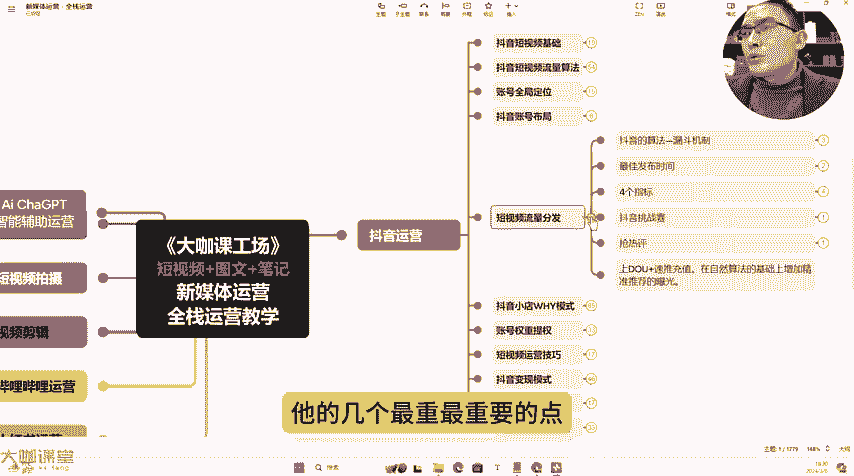 新媒体运营·全栈运营
抖音短视频基础
抖音短视频流量算法
账号全局定位
抖音账号布局
抖音的算法—漏斗机制
最佳发布时间
4个指标
抖音挑战赛
抢热评
上DOU+速推充值、在自然算法的基础上增加精
准推荐的曝光。
短视频流量分发
抖音运营
Ai ChaGPT
智能辅助运营
短视频拍摄
视频剪辑
哔哩哔哩运营
《大咖课工场》
短视频+图文+笔记
新媒体运营
全栈运营教学
抖音小店WHY模式
账号权重提权
短视频运营技巧
抖音变现模式
他的几个最重最重要的点
大咖课堂